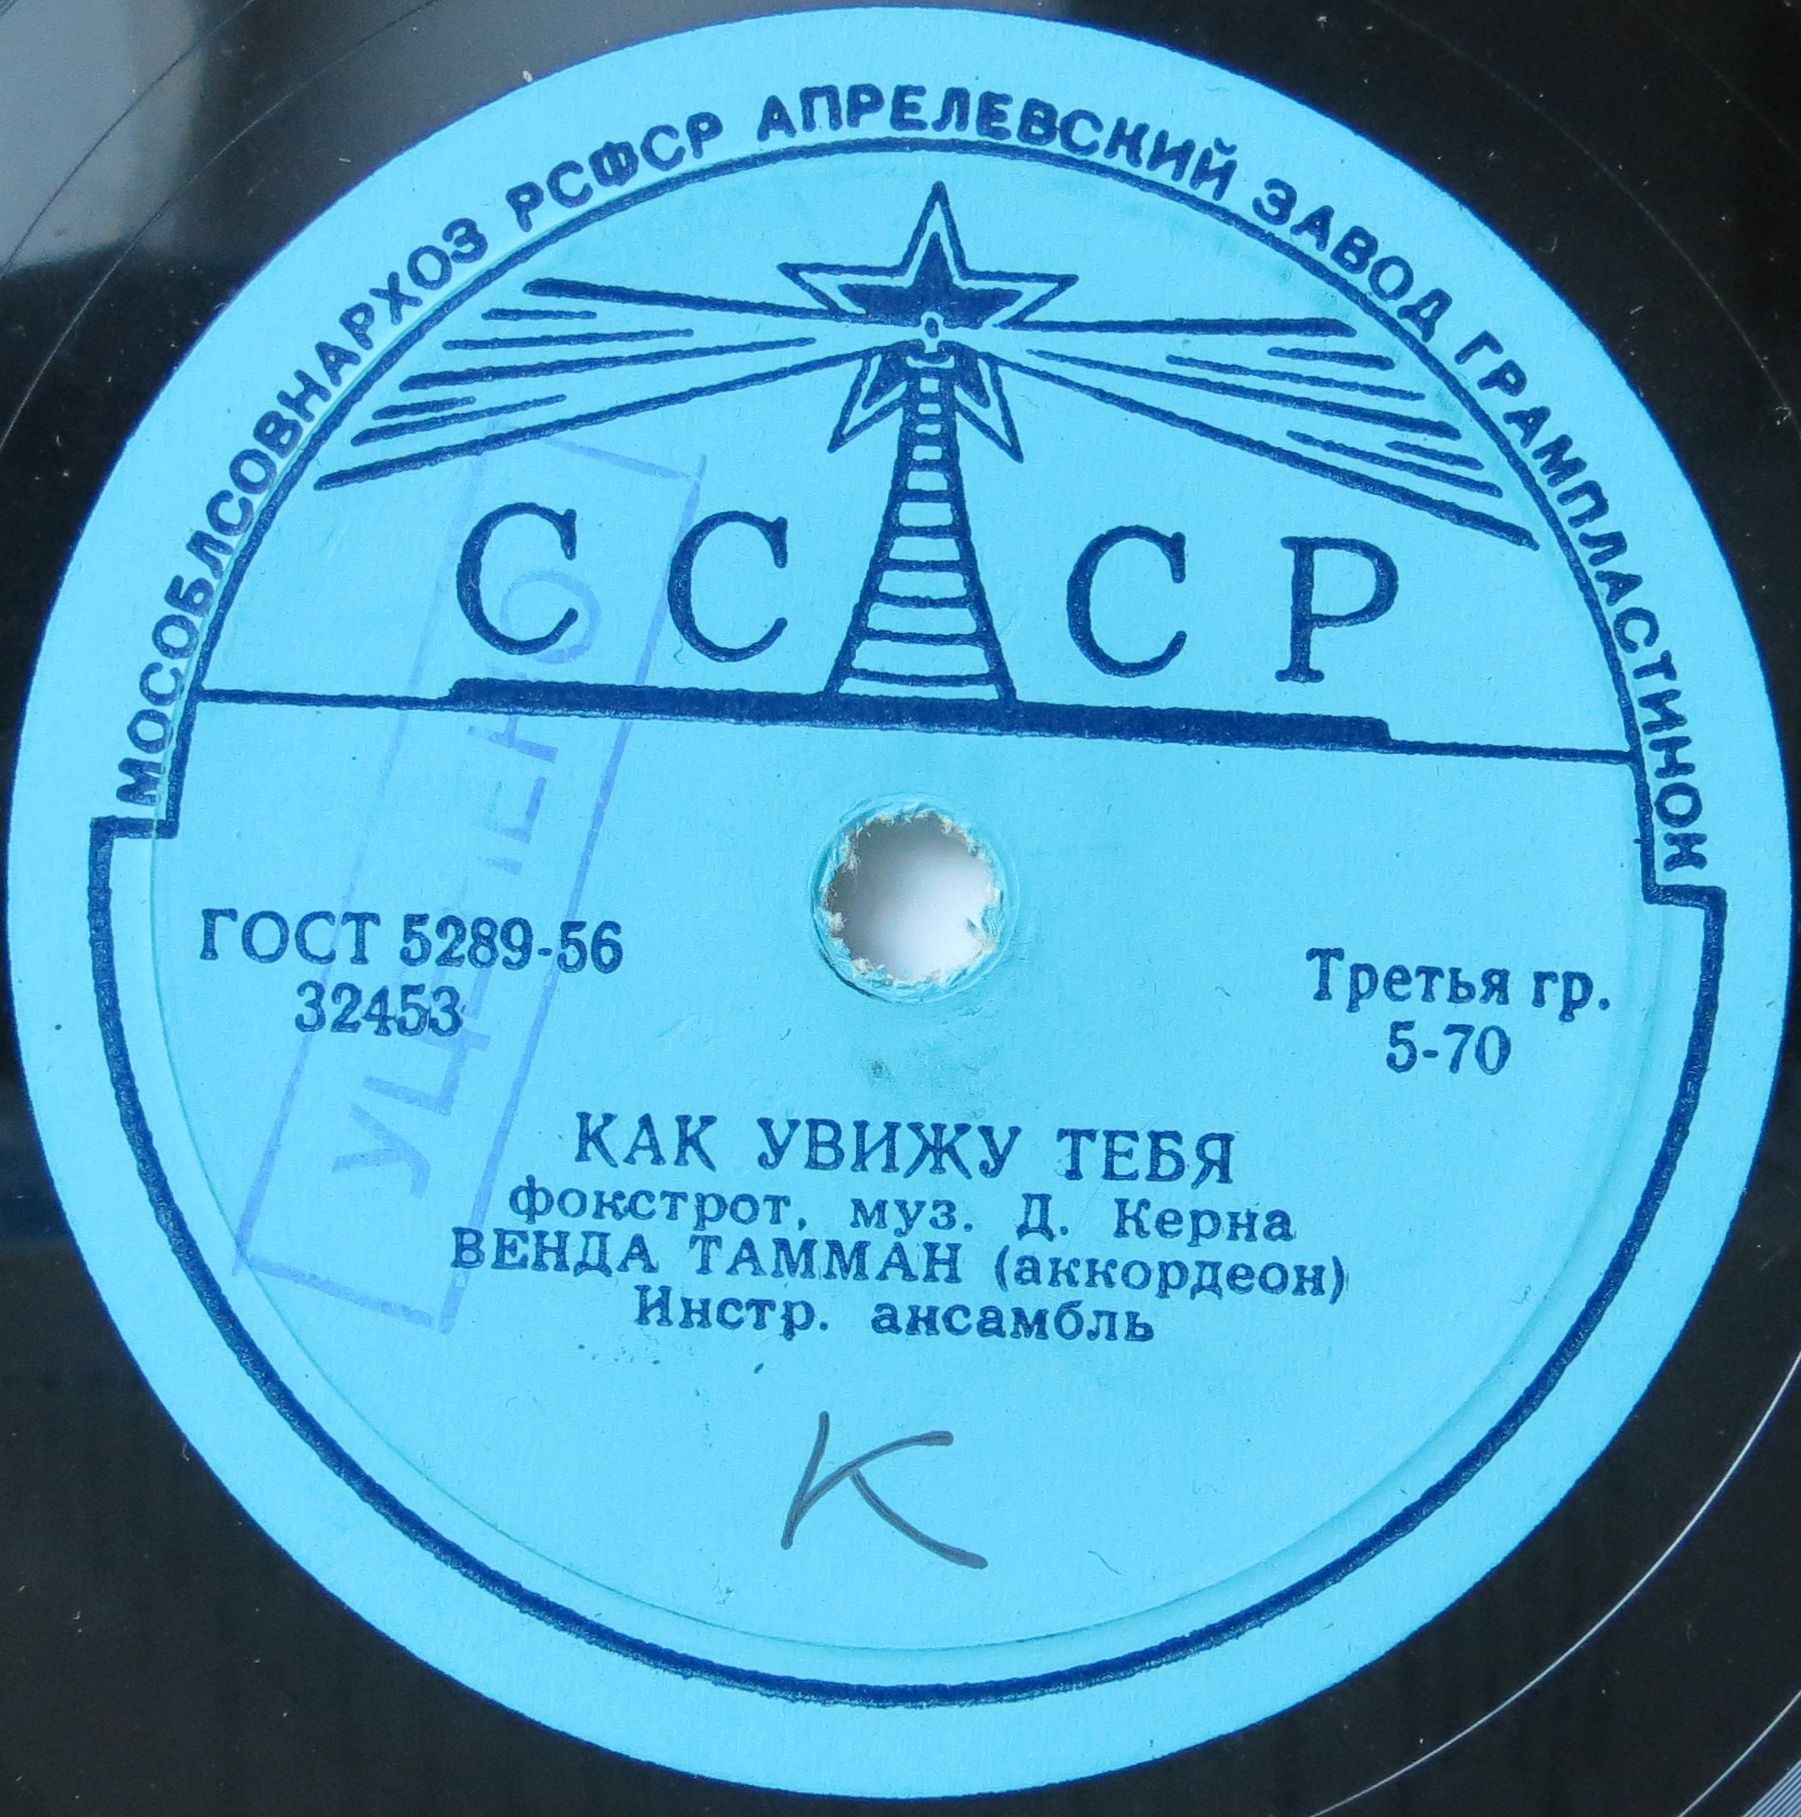 МОСОБЛСОВНАРХОЗ РСФСР АПРЕЛЕВСКИЙ ЗАВОД ГРАМПЛАСТИНОК
СССР
ГОСТ 5289-56
32453
Третья гр.
5-70
КАК УВИЖУ ТЕБЯ
фокстрот, муз. Д. Керна
ВЕНДА ТАММАН (аккордеон)
Инстр. ансамбль
К